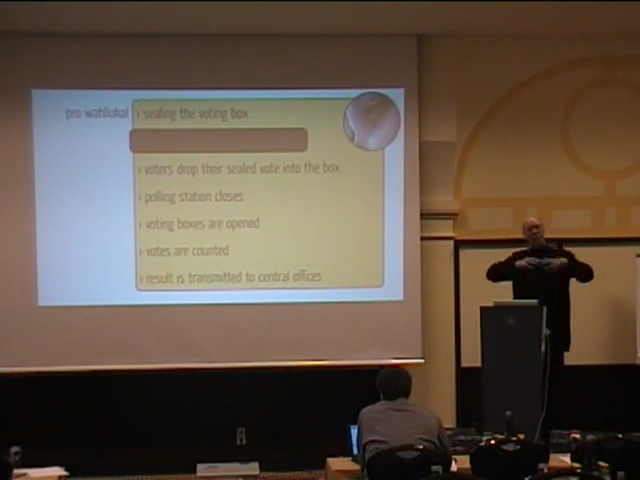 pro wahllokal › sealing the voting box
› voters drop their sealed vote into the box
› polling station closes
› voting boxes are opened
› votes are counted
› result is transmitted to central offices